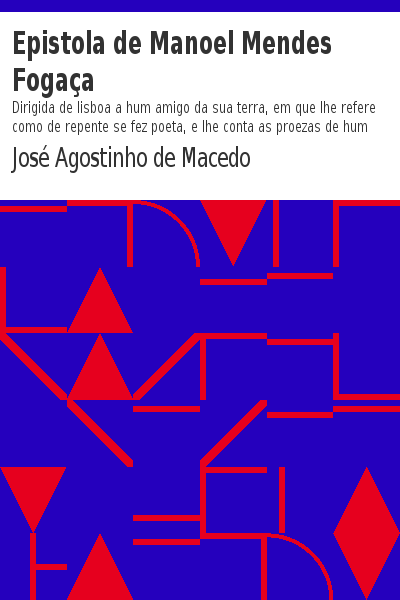 Epistola de Manoel Mendes
Fogaça
Dirigida de lisboa a hum amigo da sua terra, em que lhe refere
como de repente se fez poeta, e lhe conta as proezas de hum
José Agostinho de Macedo